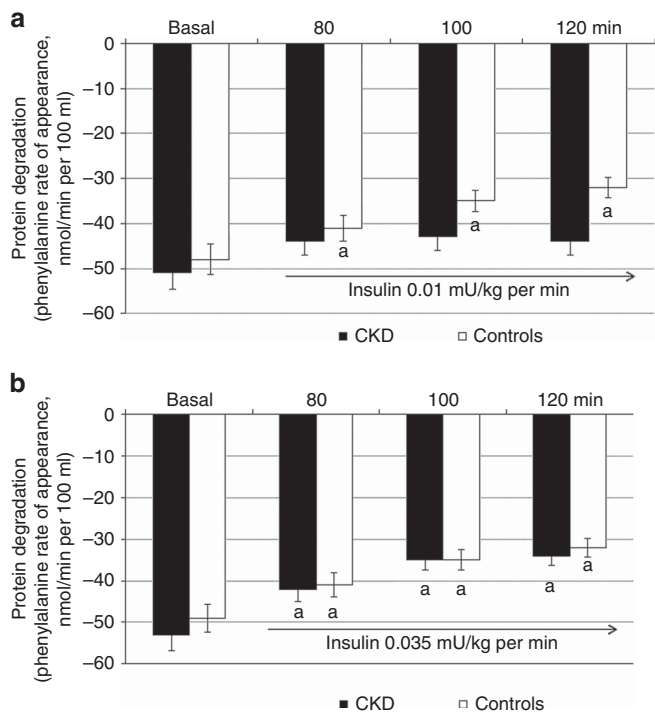 a
Basal 80 100 120 min
Protein degradation
(phenylalanine rate of appearance,
nmol/min per 100 ml)
0
–10
–20
–30
–40
–50
–60
a
a
a
Insulin 0.01 mU/kg per min
CKD Controls
b
Basal 80 100 120 min
Protein degradation
(phenylalanine rate of appearance,
nmol/min per 100 ml)
0
–10
–20
–30
–40
–50
–60
a a
a a
a a
Insulin 0.035 mU/kg per min
CKD Controls